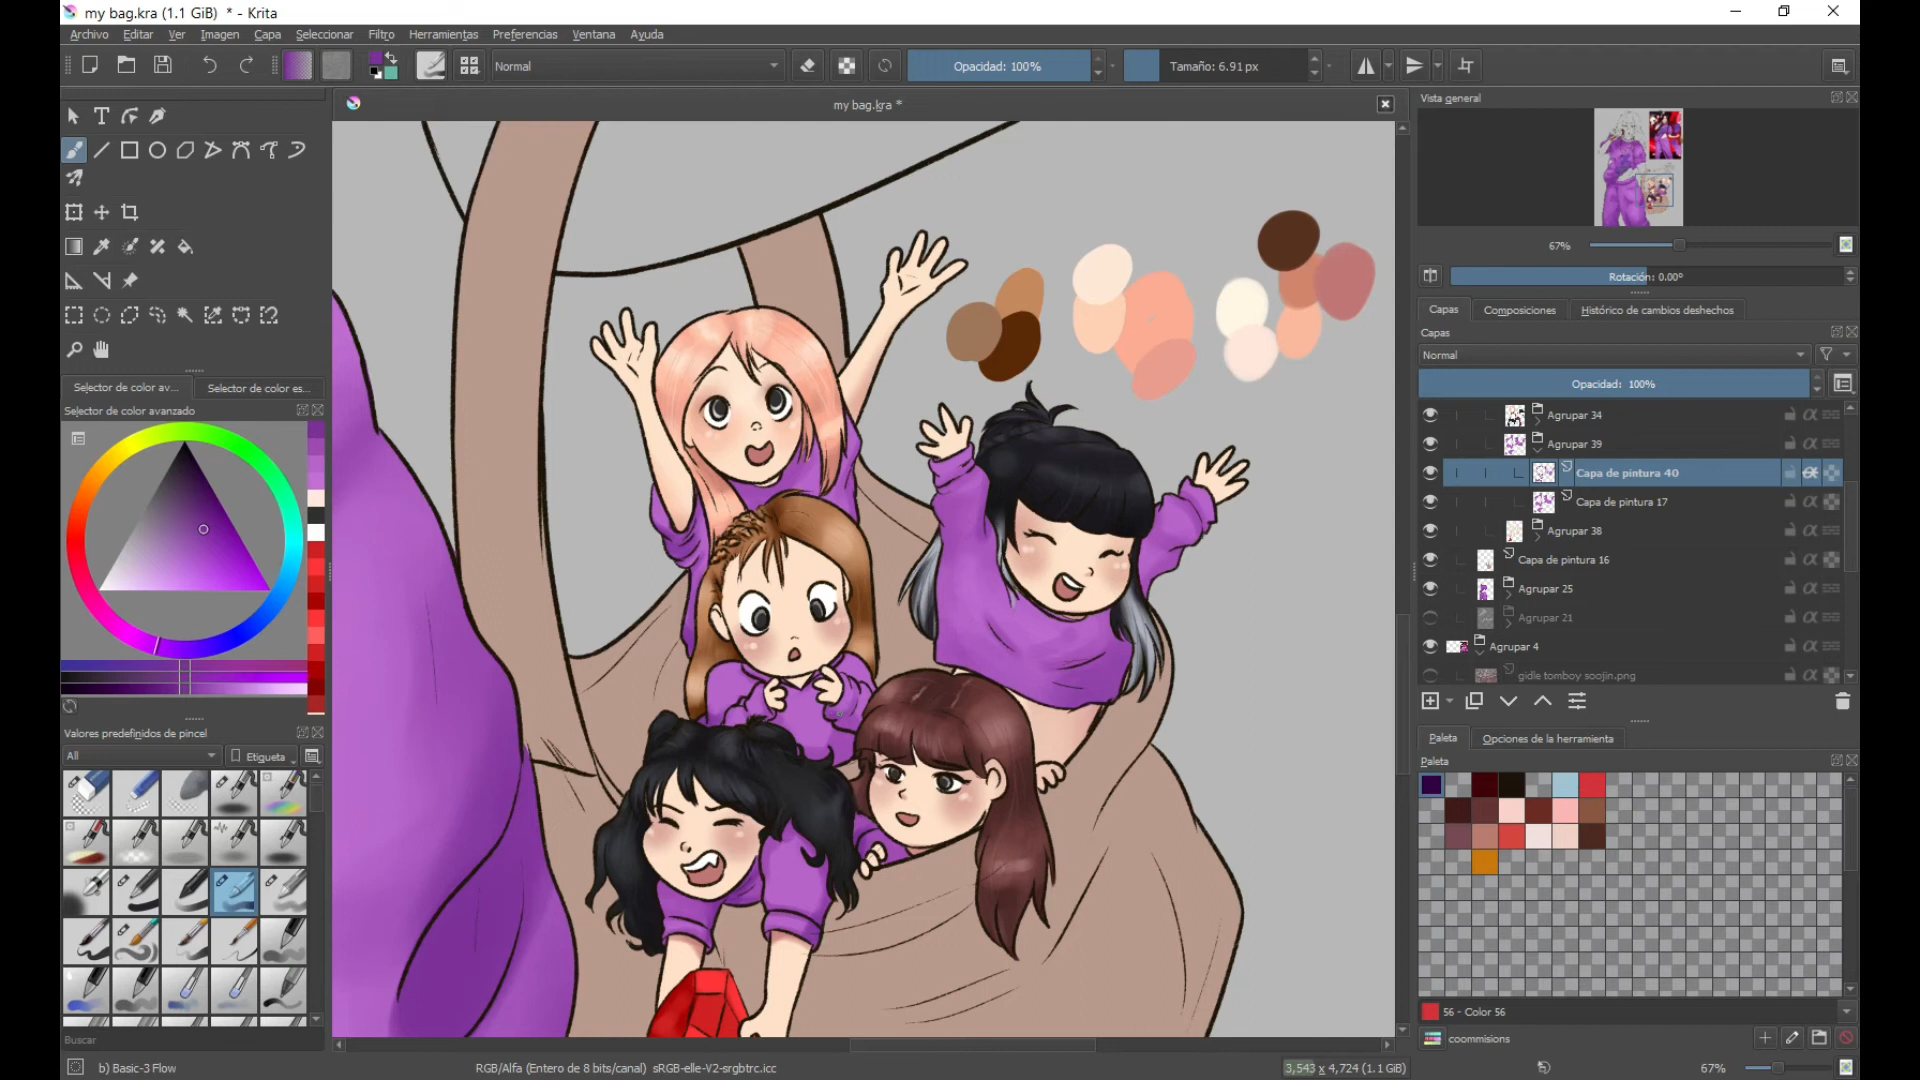 my bag.kra (1.1 GiB) * - Krita
Archivo Editar Ver Imagen Capa Seleccionar Filtro Herramientas Preferencias Ventana Ayuda
Normal Opacidad: 100% Tamaño: 6.91 px
my bag.kra *
Vista general
67%
Rotación: 0.00º
Capas Composiciones Histórico de cambios deshechos
Capas
Normal
Opacidad: 100%
Agrupar 34
Agrupar 39
Capa de pintura 40
Capa de pintura 17
Agrupar 38
Capa de pintura 16
Agrupar 25
Agrupar 21
Agrupar 4
gidle tomboy soojin.png
Paleta Opciones de la herramienta
Paleta
56 - Color 56
coommisions
Selector de color av... Selector de color es...
Selector de color avanzado
Valores predefinidos de pincel
All Etiqueta
Buscar
b) Basic-3 Flow RGB/Alfa (Entero de 8 bits/canal) sRGB-elle-V2-srgbtrc.icc 3,543 x 4,724 (1.1 GiB) 67%